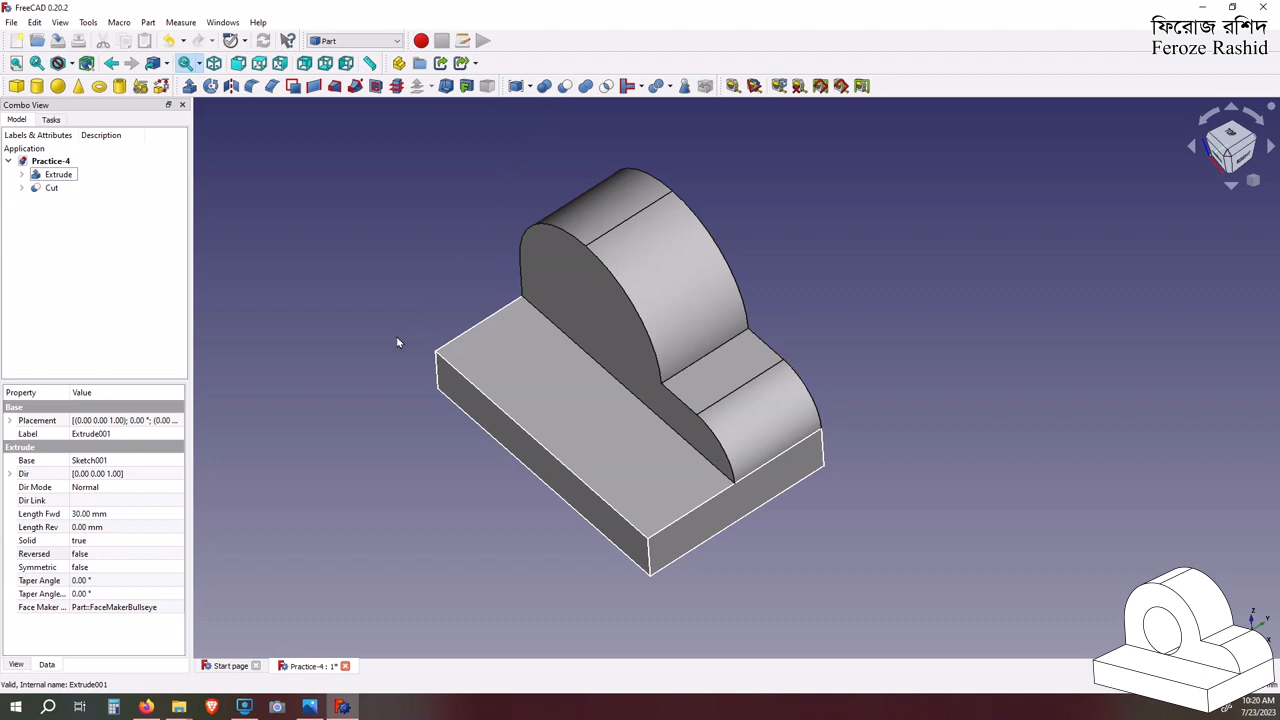 FreeCAD 0.20.2
File Edit View Tools Macro Part Measure Windows Help
ফিরোজ রশিদ
Feroze Rashid
Part
Combo View
Model Tasks
Labels & Attributes Description
Application
Practice-4
Extrude
Cut
Property Value
Base
Placement [(0.00 0.00 1.00); 0.00 °; (0.00 ...
Label Extrude001
Extrude
Base Sketch001
Dir [0.00 0.00 1.00]
Dir Mode Normal
Dir Link
Length Fwd 30.00 mm
Length Rev 0.00 mm
Solid true
Reversed false
Symmetric false
Taper Angle 0.00 °
Taper Angle... 0.00 °
Face Maker ... Part::FaceMakerBullseye
View Data
Start page Practice-4 : 1*
Valid, Internal name: Extrude001
Z
Y
X
10:20 AM
7/23/2023